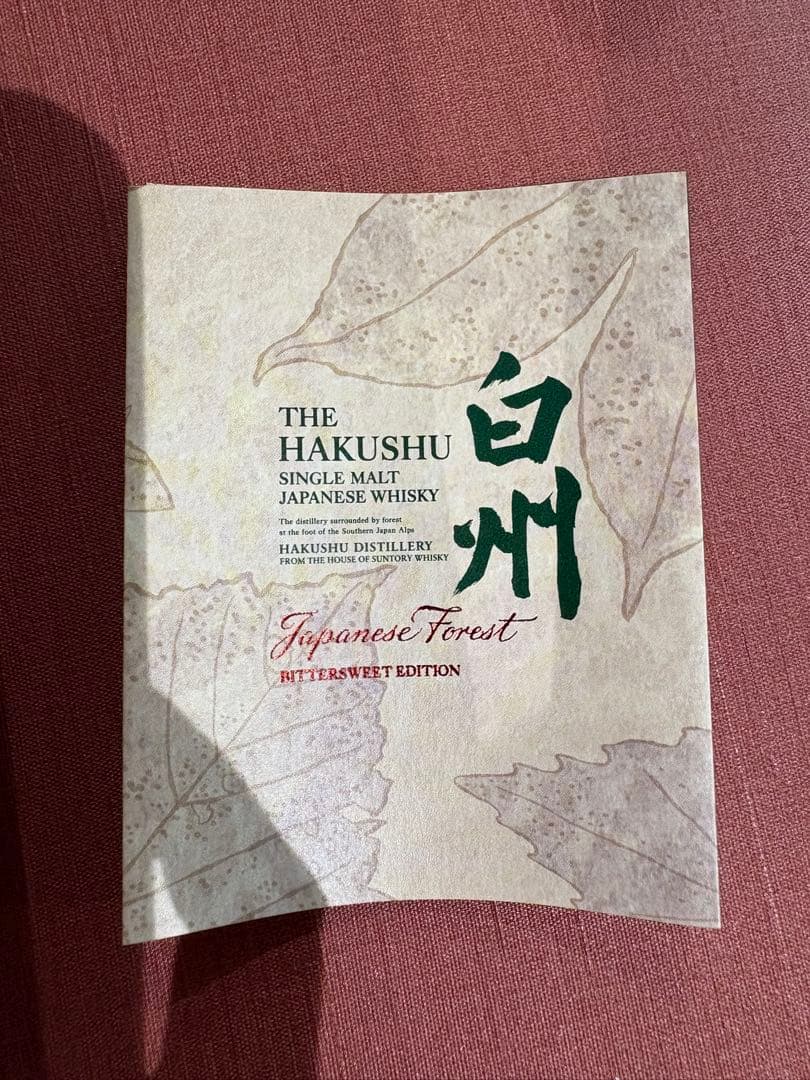 THE
HAKUSHU
SINGLE MALT
JAPANESE WHISKY
The distillery surrounded by forest
at the foot of the Southern Japan Alps
HAKUSHU DISTILLERY
FROM THE HOUSE OF SUNTORY WHISKY
白州
Japanese Forest
BITTERSWEET EDITION